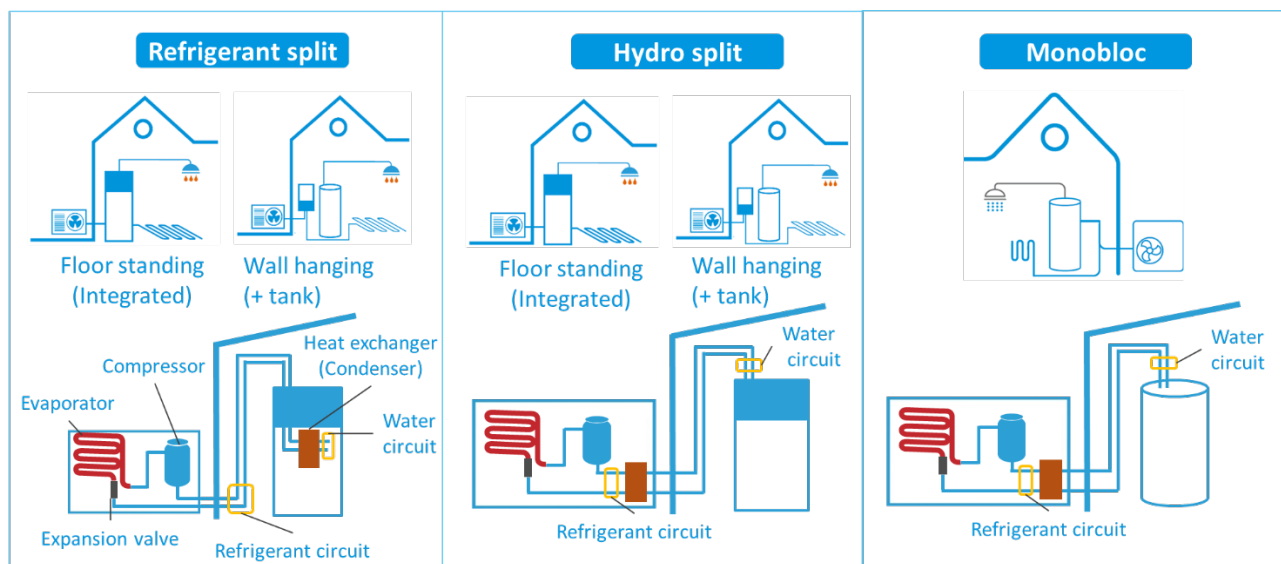 Refrigerant split
Floor standing
(Integrated)
Wall hanging
(+ tank)
Compressor
Heat exchanger
(Condenser)
Evaporator
Water
circuit
Expansion valve
Refrigerant circuit
Hydro split
Floor standing
(Integrated)
Wall hanging
(+ tank)
Water
circuit
Refrigerant circuit
Monobloc
Water
circuit
Refrigerant circuit